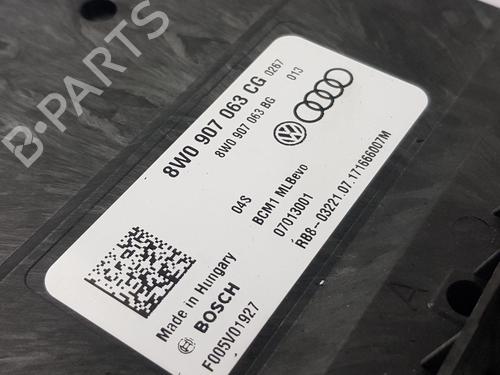 B-PARTS
8W0 907 063 CG 0267
8W0 907 063 BG 013
04S BCM1 MLBevo
07013001
RB8-03221.07.171666007M
Made in Hungary
BOSCH
F005V01927
A